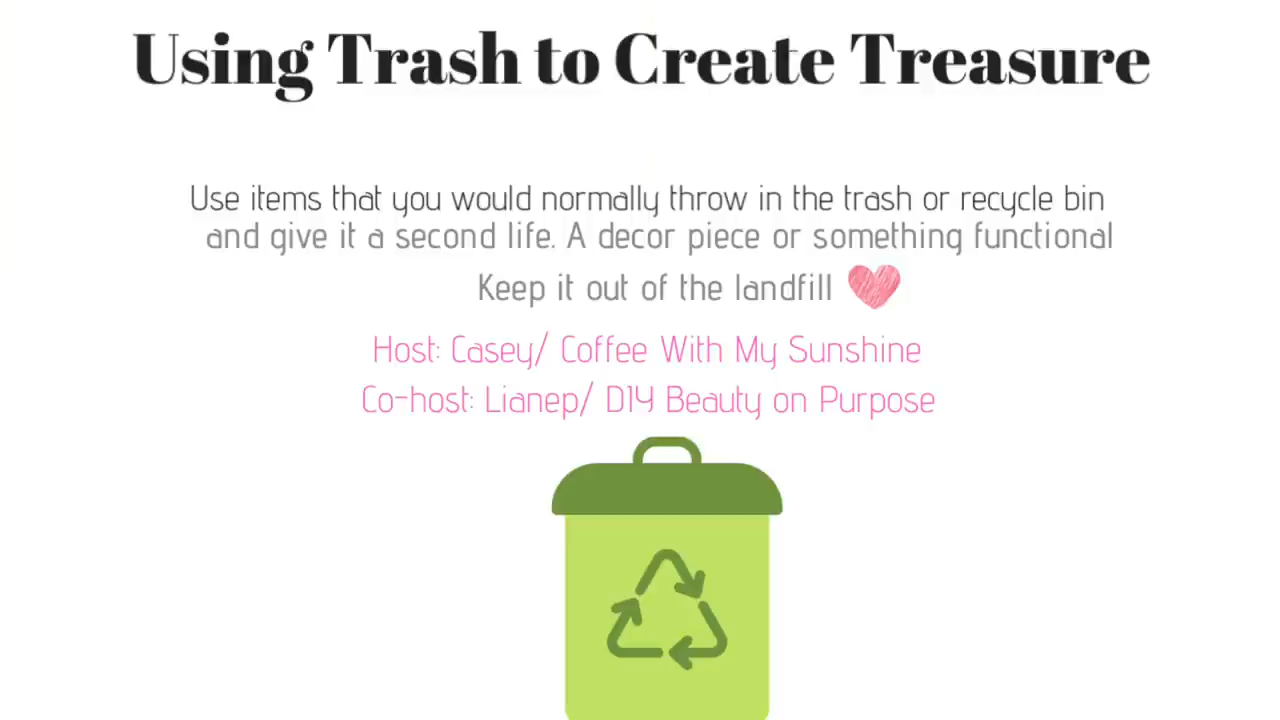 Using Trash to Create Treasure
Use items that you would normally throw in the trash or recycle bin
and give it a second life. A decor piece or something functional
Keep it out of the landfill
Host: Casey/ Coffee With My Sunshine
Co-host: Lianep/ DIY Beauty on Purpose